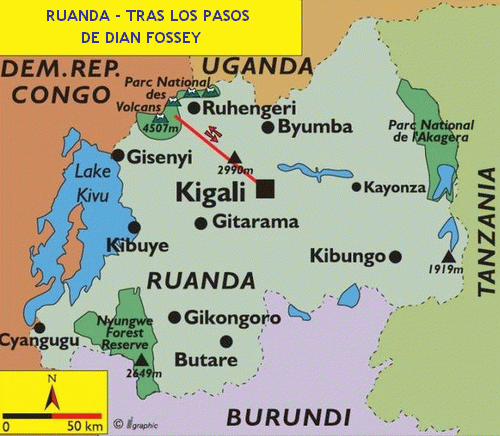 RUANDA - TRAS LOS PASOS
DE DIAN FOSSEY
DEM.REP.
CONGO
UGANDA
Parc National
des
Volcans
4507m
Ruhengeri
Byumba
Parc National
de l'Akagera
Gisenyi
2990m
Lake
Kivu
Kigali
Kayonza
TANZANIA
Gitarama
Kibuye
Kibungo
1919m
RUANDA
Nyungwe
Forest
Reserve
Gikongoro
Cyangugu
Butare
2649m
N
0
50 km
© graphic
BURUNDI